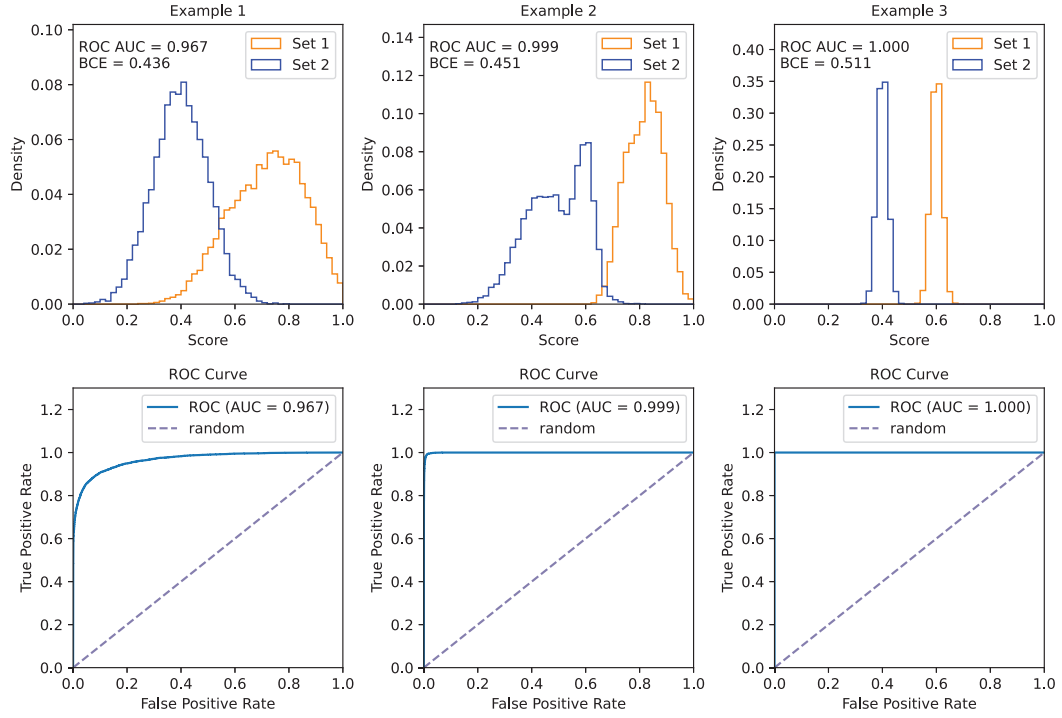 Example 1
ROC AUC = 0.967
BCE = 0.436
Set 1
Set 2
Density
0.10
0.08
0.06
0.04
0.02
0.00
0.0 0.2 0.4 0.6 0.8 1.0
Score
Example 2
ROC AUC = 0.999
BCE = 0.451
Set 1
Set 2
Density
0.14
0.12
0.10
0.08
0.06
0.04
0.02
0.00
0.0 0.2 0.4 0.6 0.8 1.0
Score
Example 3
ROC AUC = 1.000
BCE = 0.511
Set 1
Set 2
Density
0.40
0.35
0.30
0.25
0.20
0.15
0.10
0.05
0.00
0.0 0.2 0.4 0.6 0.8 1.0
Score
ROC Curve
ROC (AUC = 0.967)
random
True Positive Rate
1.2
1.0
0.8
0.6
0.4
0.2
0.0
0.0 0.2 0.4 0.6 0.8 1.0
False Positive Rate
ROC Curve
ROC (AUC = 0.999)
random
True Positive Rate
1.2
1.0
0.8
0.6
0.4
0.2
0.0
0.0 0.2 0.4 0.6 0.8 1.0
False Positive Rate
ROC Curve
ROC (AUC = 1.000)
random
True Positive Rate
1.2
1.0
0.8
0.6
0.4
0.2
0.0
0.0 0.2 0.4 0.6 0.8 1.0
False Positive Rate